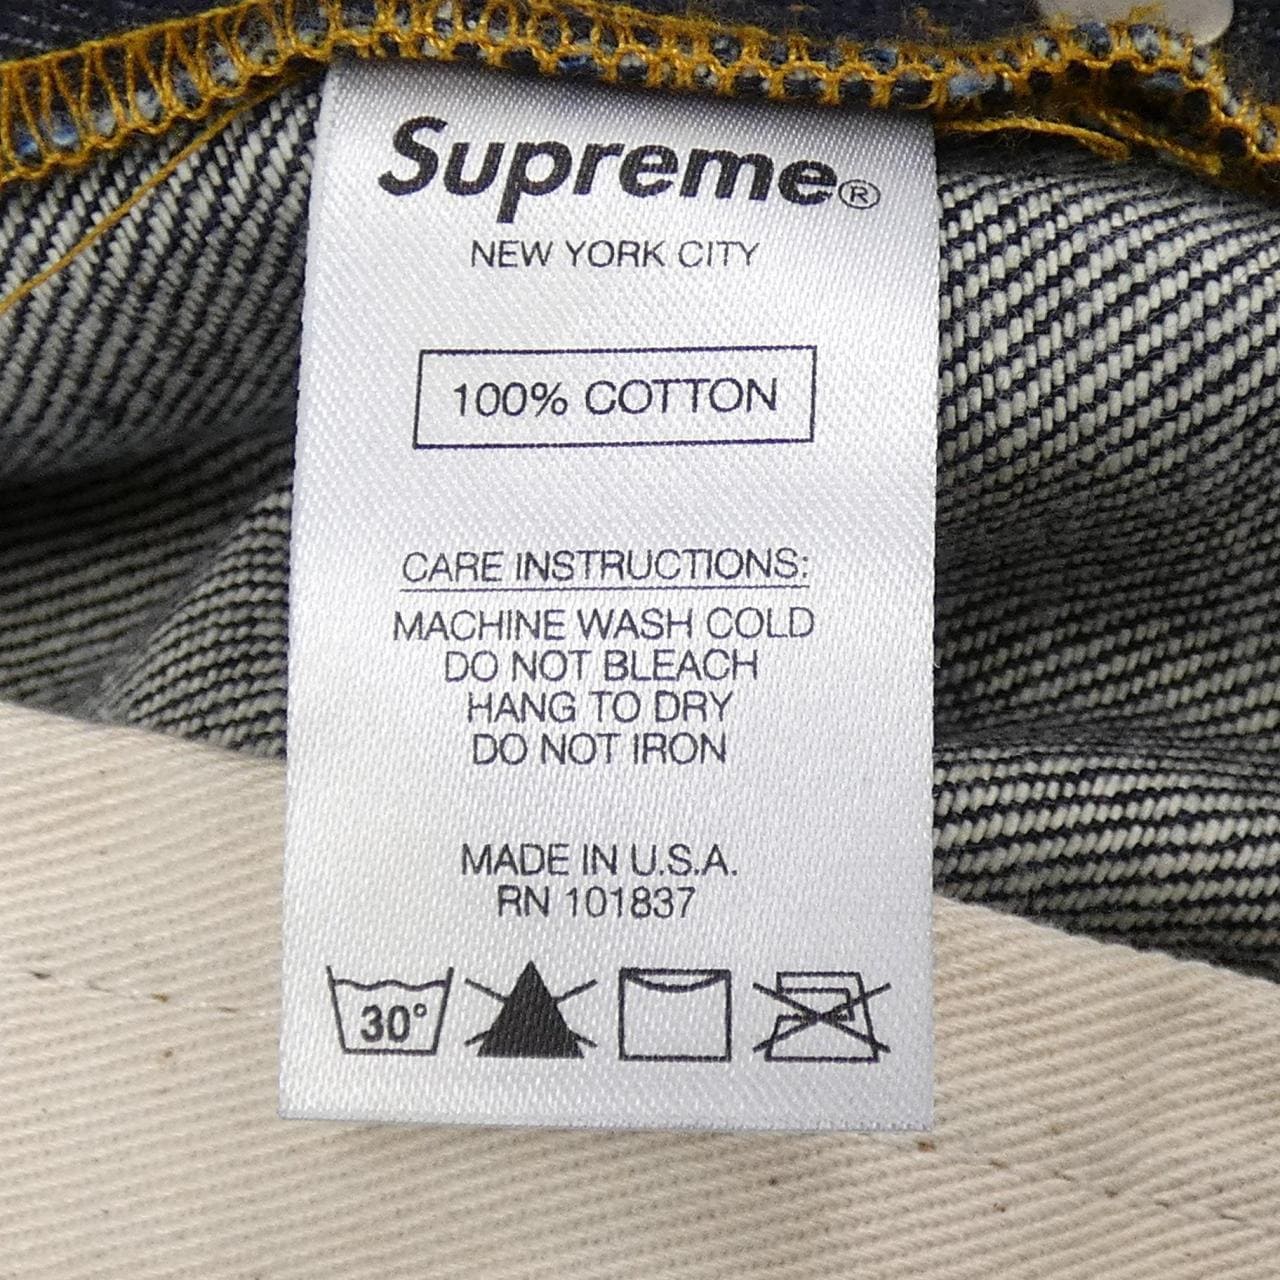 Supreme®
NEW YORK CITY
100% COTTON
CARE INSTRUCTIONS:
MACHINE WASH COLD
DO NOT BLEACH
HANG TO DRY
DO NOT IRON
MADE IN U.S.A.
RN 101837
30°